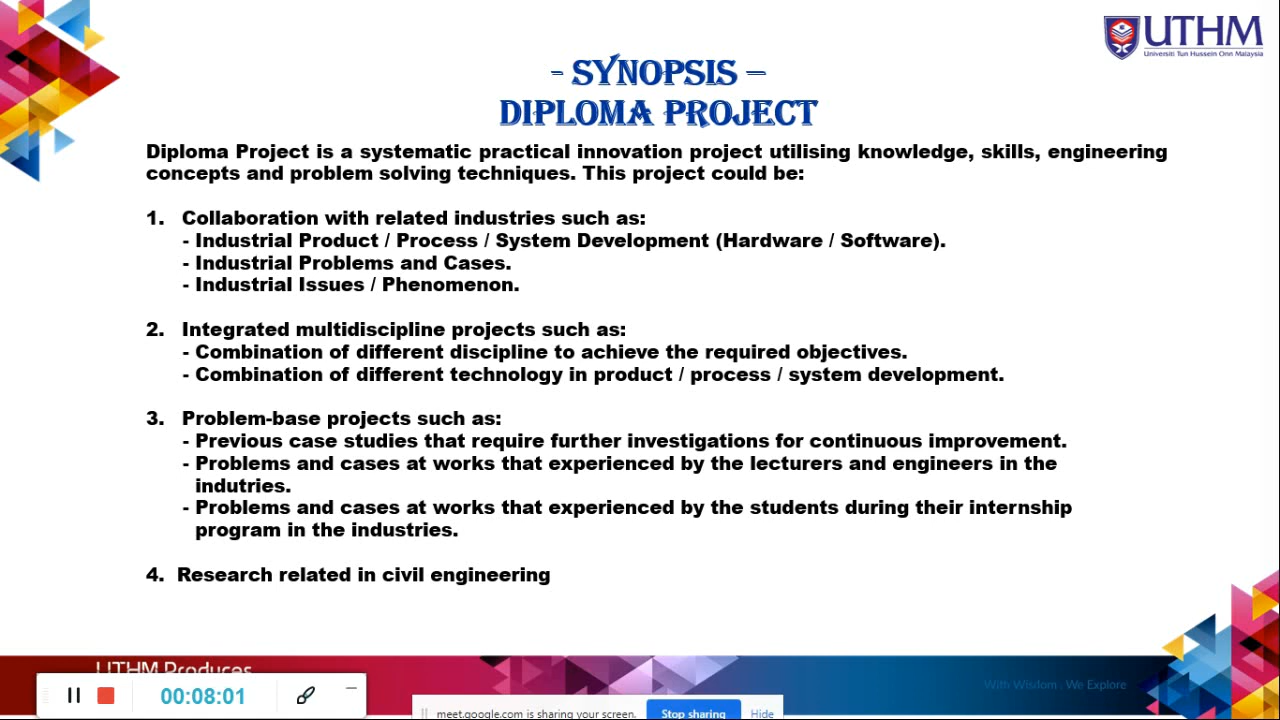 UTHM
Universiti Tun Hussein Onn Malaysia
- SYNOPSIS –
DIPLOMA PROJECT
Diploma Project is a systematic practical innovation project utilising knowledge, skills, engineering
concepts and problem solving techniques. This project could be:
1. Collaboration with related industries such as:
- Industrial Product / Process / System Development (Hardware / Software).
- Industrial Problems and Cases.
- Industrial Issues / Phenomenon.
2. Integrated multidiscipline projects such as:
- Combination of different discipline to achieve the required objectives.
- Combination of different technology in product / process / system development.
3. Problem-base projects such as:
- Previous case studies that require further investigations for continuous improvement.
- Problems and cases at works that experienced by the lecturers and engineers in the
indutries.
- Problems and cases at works that experienced by the students during their internship
program in the industries.
4. Research related in civil engineering
UTHM Produces
With Wisdom . We Explore
00:08:01
meet.google.com is sharing your screen.
Stop sharing
Hide